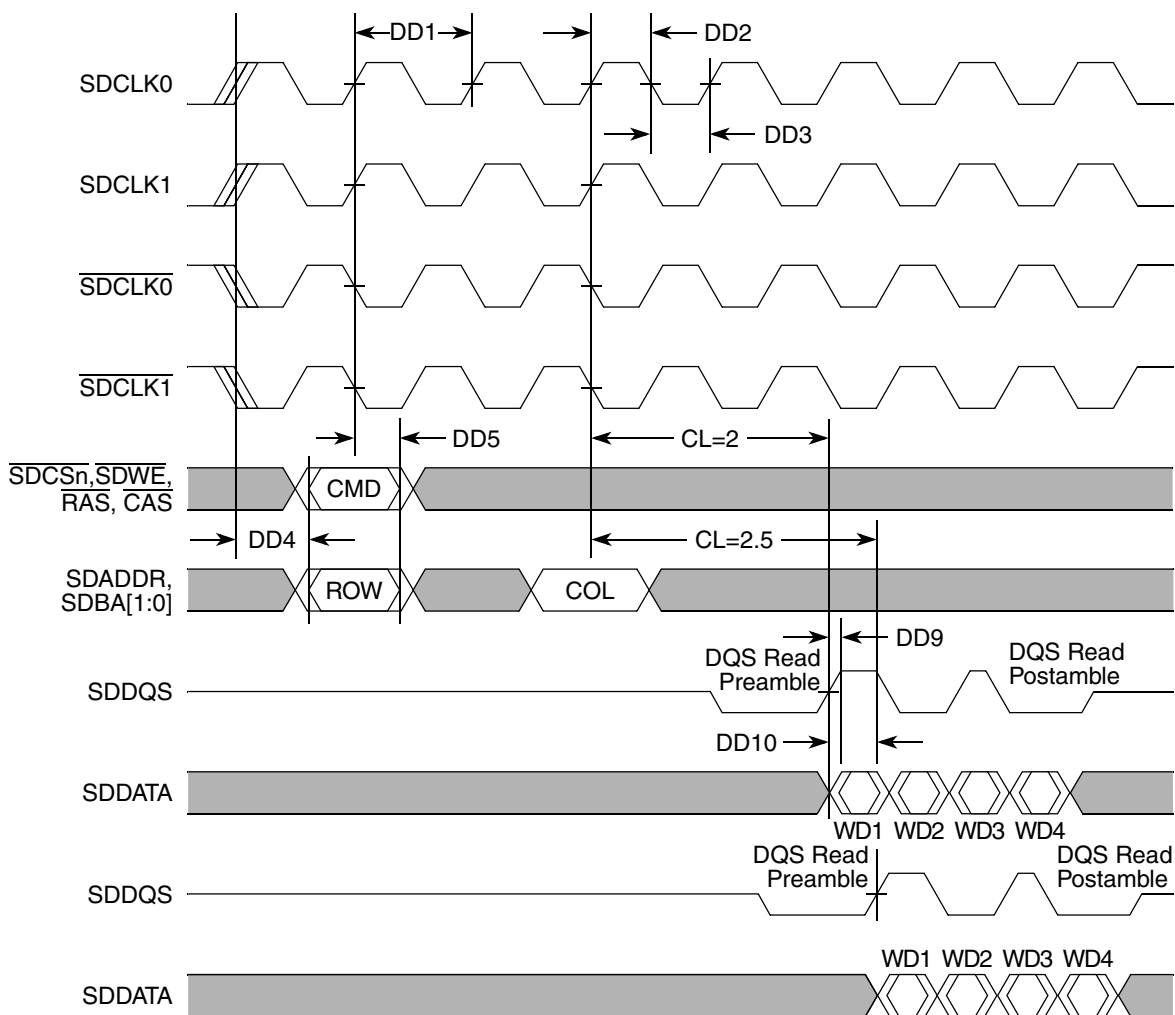 DD1
DD2
SDCLK0
DD3
SDCLK1
SDCLK0
SDCLK1
DD5
CL=2
SDCSn,SDWE,
RAS, CAS
CMD
DD4
CL=2.5
SDADDR,
SDBA[1:0]
ROW
COL
DD9
DQS Read
Preamble
DQS Read
Postamble
SDDQS
DD10
SDDATA
WD1 WD2 WD3 WD4
DQS Read
Preamble
DQS Read
Postamble
SDDQS
WD1 WD2 WD3 WD4
SDDATA